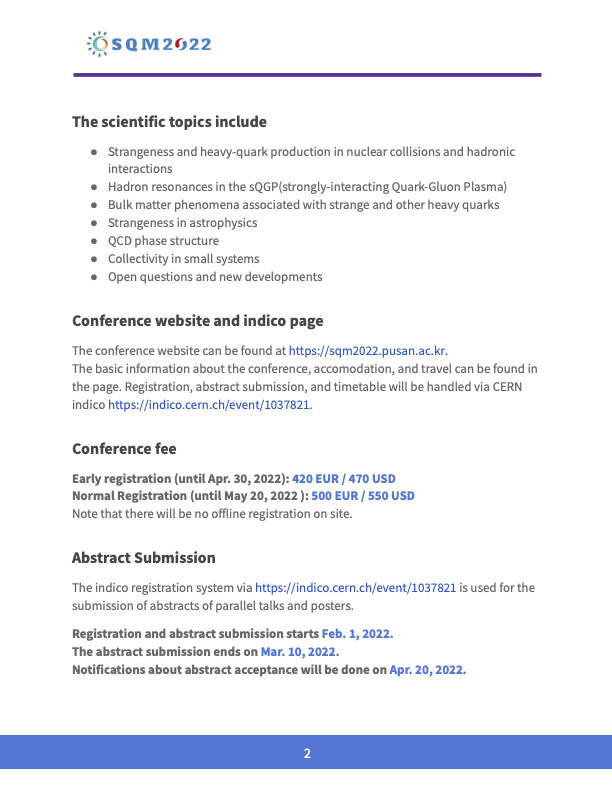 SQM2022
The scientific topics include
● Strangeness and heavy-quark production in nuclear collisions and hadronic
interactions
● Hadron resonances in the sQGP(strongly-interacting Quark-Gluon Plasma)
● Bulk matter phenomena associated with strange and other heavy quarks
● Strangeness in astrophysics
● QCD phase structure
● Collectivity in small systems
● Open questions and new developments
Conference website and indico page
The conference website can be found at https://sqm2022.pusan.ac.kr.
The basic information about the conference, accomodation, and travel can be found in
the page. Registration, abstract submission, and timetable will be handled via CERN
indico https://indico.cern.ch/event/1037821.
Conference fee
Early registration (until Apr. 30, 2022): 420 EUR / 470 USD
Normal Registration (until May 20, 2022 ): 500 EUR / 550 USD
Note that there will be no offline registration on site.
Abstract Submission
The indico registration system via https://indico.cern.ch/event/1037821 is used for the
submission of abstracts of parallel talks and posters.
Registration and abstract submission starts Feb. 1, 2022.
The abstract submission ends on Mar. 10, 2022.
Notifications about abstract acceptance will be done on Apr. 20, 2022.
2